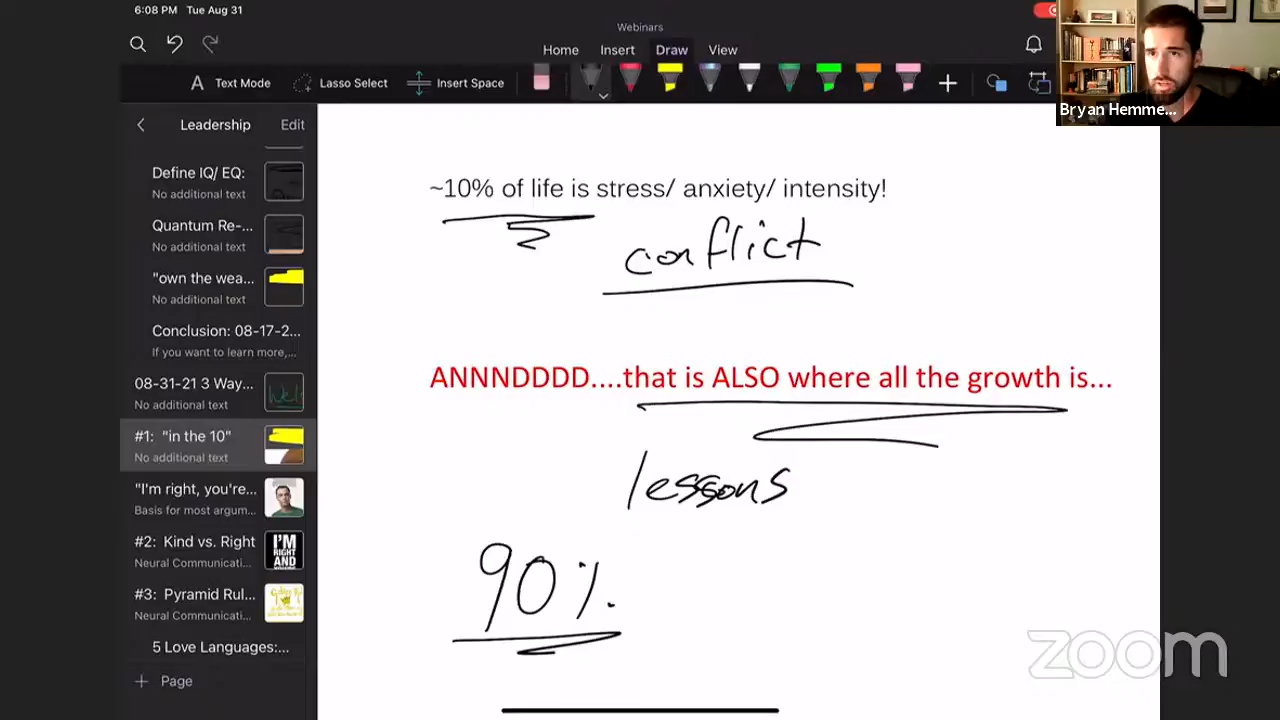 6:08 PM Tue Aug 31
Webinars
Home Insert Draw View
Text Mode Lasso Select Insert Space
Bryan Hemme...
Leadership Edit
Define IQ/ EQ:
No additional text
Quantum Re-...
No additional text
"own the wea...
No additional text
Conclusion: 08-17-2...
If you want to learn more,...
08-31-21 3 Way...
No additional text
#1: "in the 10"
No additional text
"I'm right, you're...
Basis for most argum...
#2: Kind vs. Right
Neural Communicati...
I'M
RIGHT
AND
#3: Pyramid Rul...
Neural Communicati...
5 Love Languages:...
+ Page
~10% of life is stress/ anxiety/ intensity!
conflict
ANNNDDDD....that is ALSO where all the growth is...
lessons
90%
zoom